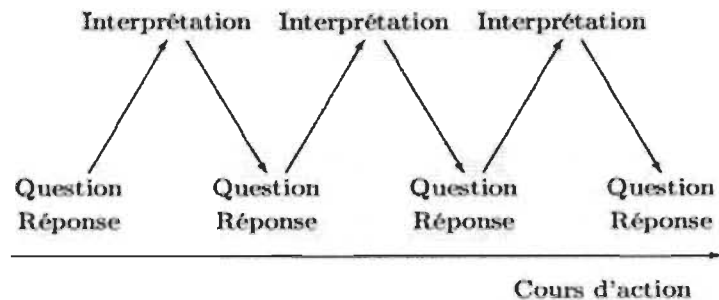 Interprétation Interprétation Interprétation
Question Question Question Question
Réponse Réponse Réponse Réponse
Cours d'action